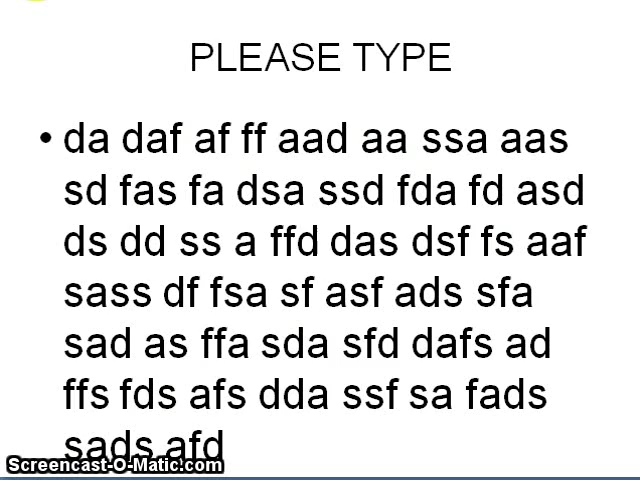 PLEASE TYPE
• da daf af ff aad aa ssa aas
sd fas fa dsa ssd fda fd asd
ds dd ss a ffd das dsf fs aaf
sass df fsa sf asf ads sfa
sad as ffa sda sfd dafs ad
ffs fds afs dda ssf sa fads
sads afd
Screencast-O-Matic.com